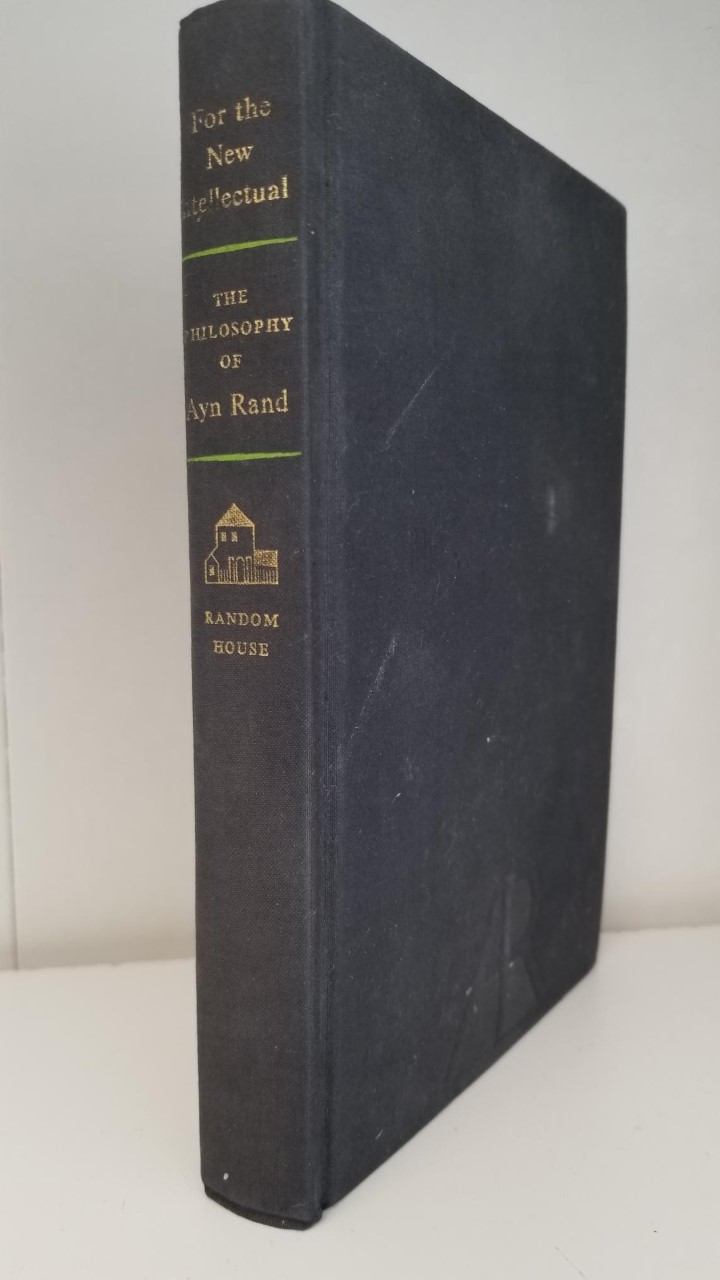 For the
New
Intellectual
THE
PHILOSOPHY
OF
Ayn Rand
RANDOM
HOUSE